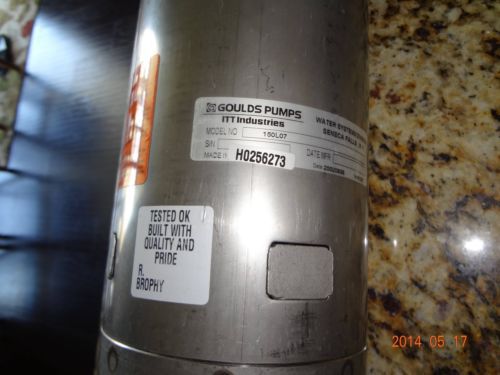 GOULDS PUMPS
ITT Industries
MODEL NO 150L07
S/N
MADE IN H0256273
WATER SYSTEMS
SENECA FALLS, N
DATE MFR
TESTED OK
BUILT WITH
QUALITY AND
PRIDE
R.
BROPHY
2014 05 17